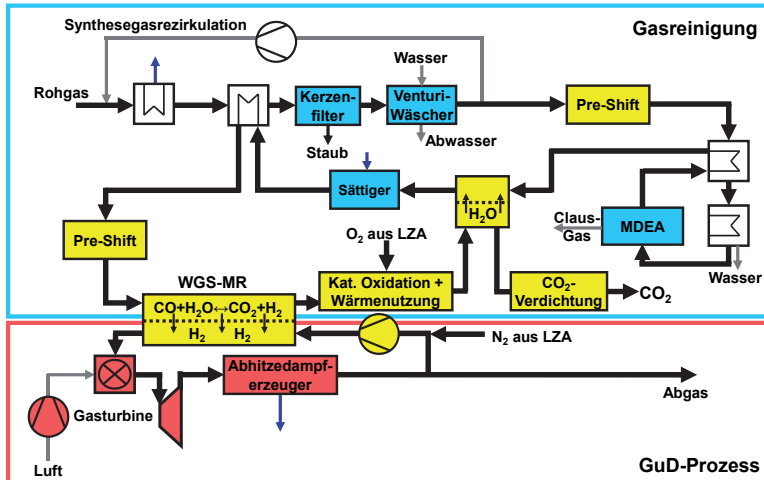 Synthesegasrezirkulation
Gasreinigung
Wasser
Rohgas
Kerzen-
filter
Venturi-
Wäscher
Pre-Shift
Staub
Abwasser
Sättiger
H₂O
Claus-
Gas
MDEA
Pre-Shift
O₂ aus LZA
Wasser
WGS-MR
Kat. Oxidation +
Wärmenutzung
CO₂-
Verdichtung
CO₂
CO+H₂O↔CO₂+H₂
H₂ H₂
N₂ aus LZA
Abhitzedampf-
erzeuger
Gasturbine
Abgas
Luft
GuD-Prozess